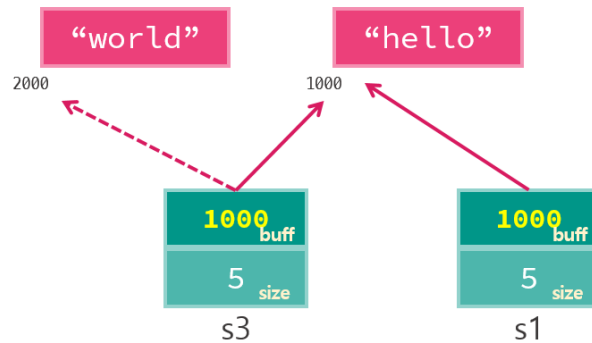 “world” “hello”
2000 1000
1000 buff 1000 buff
5 size 5 size
s3 s1